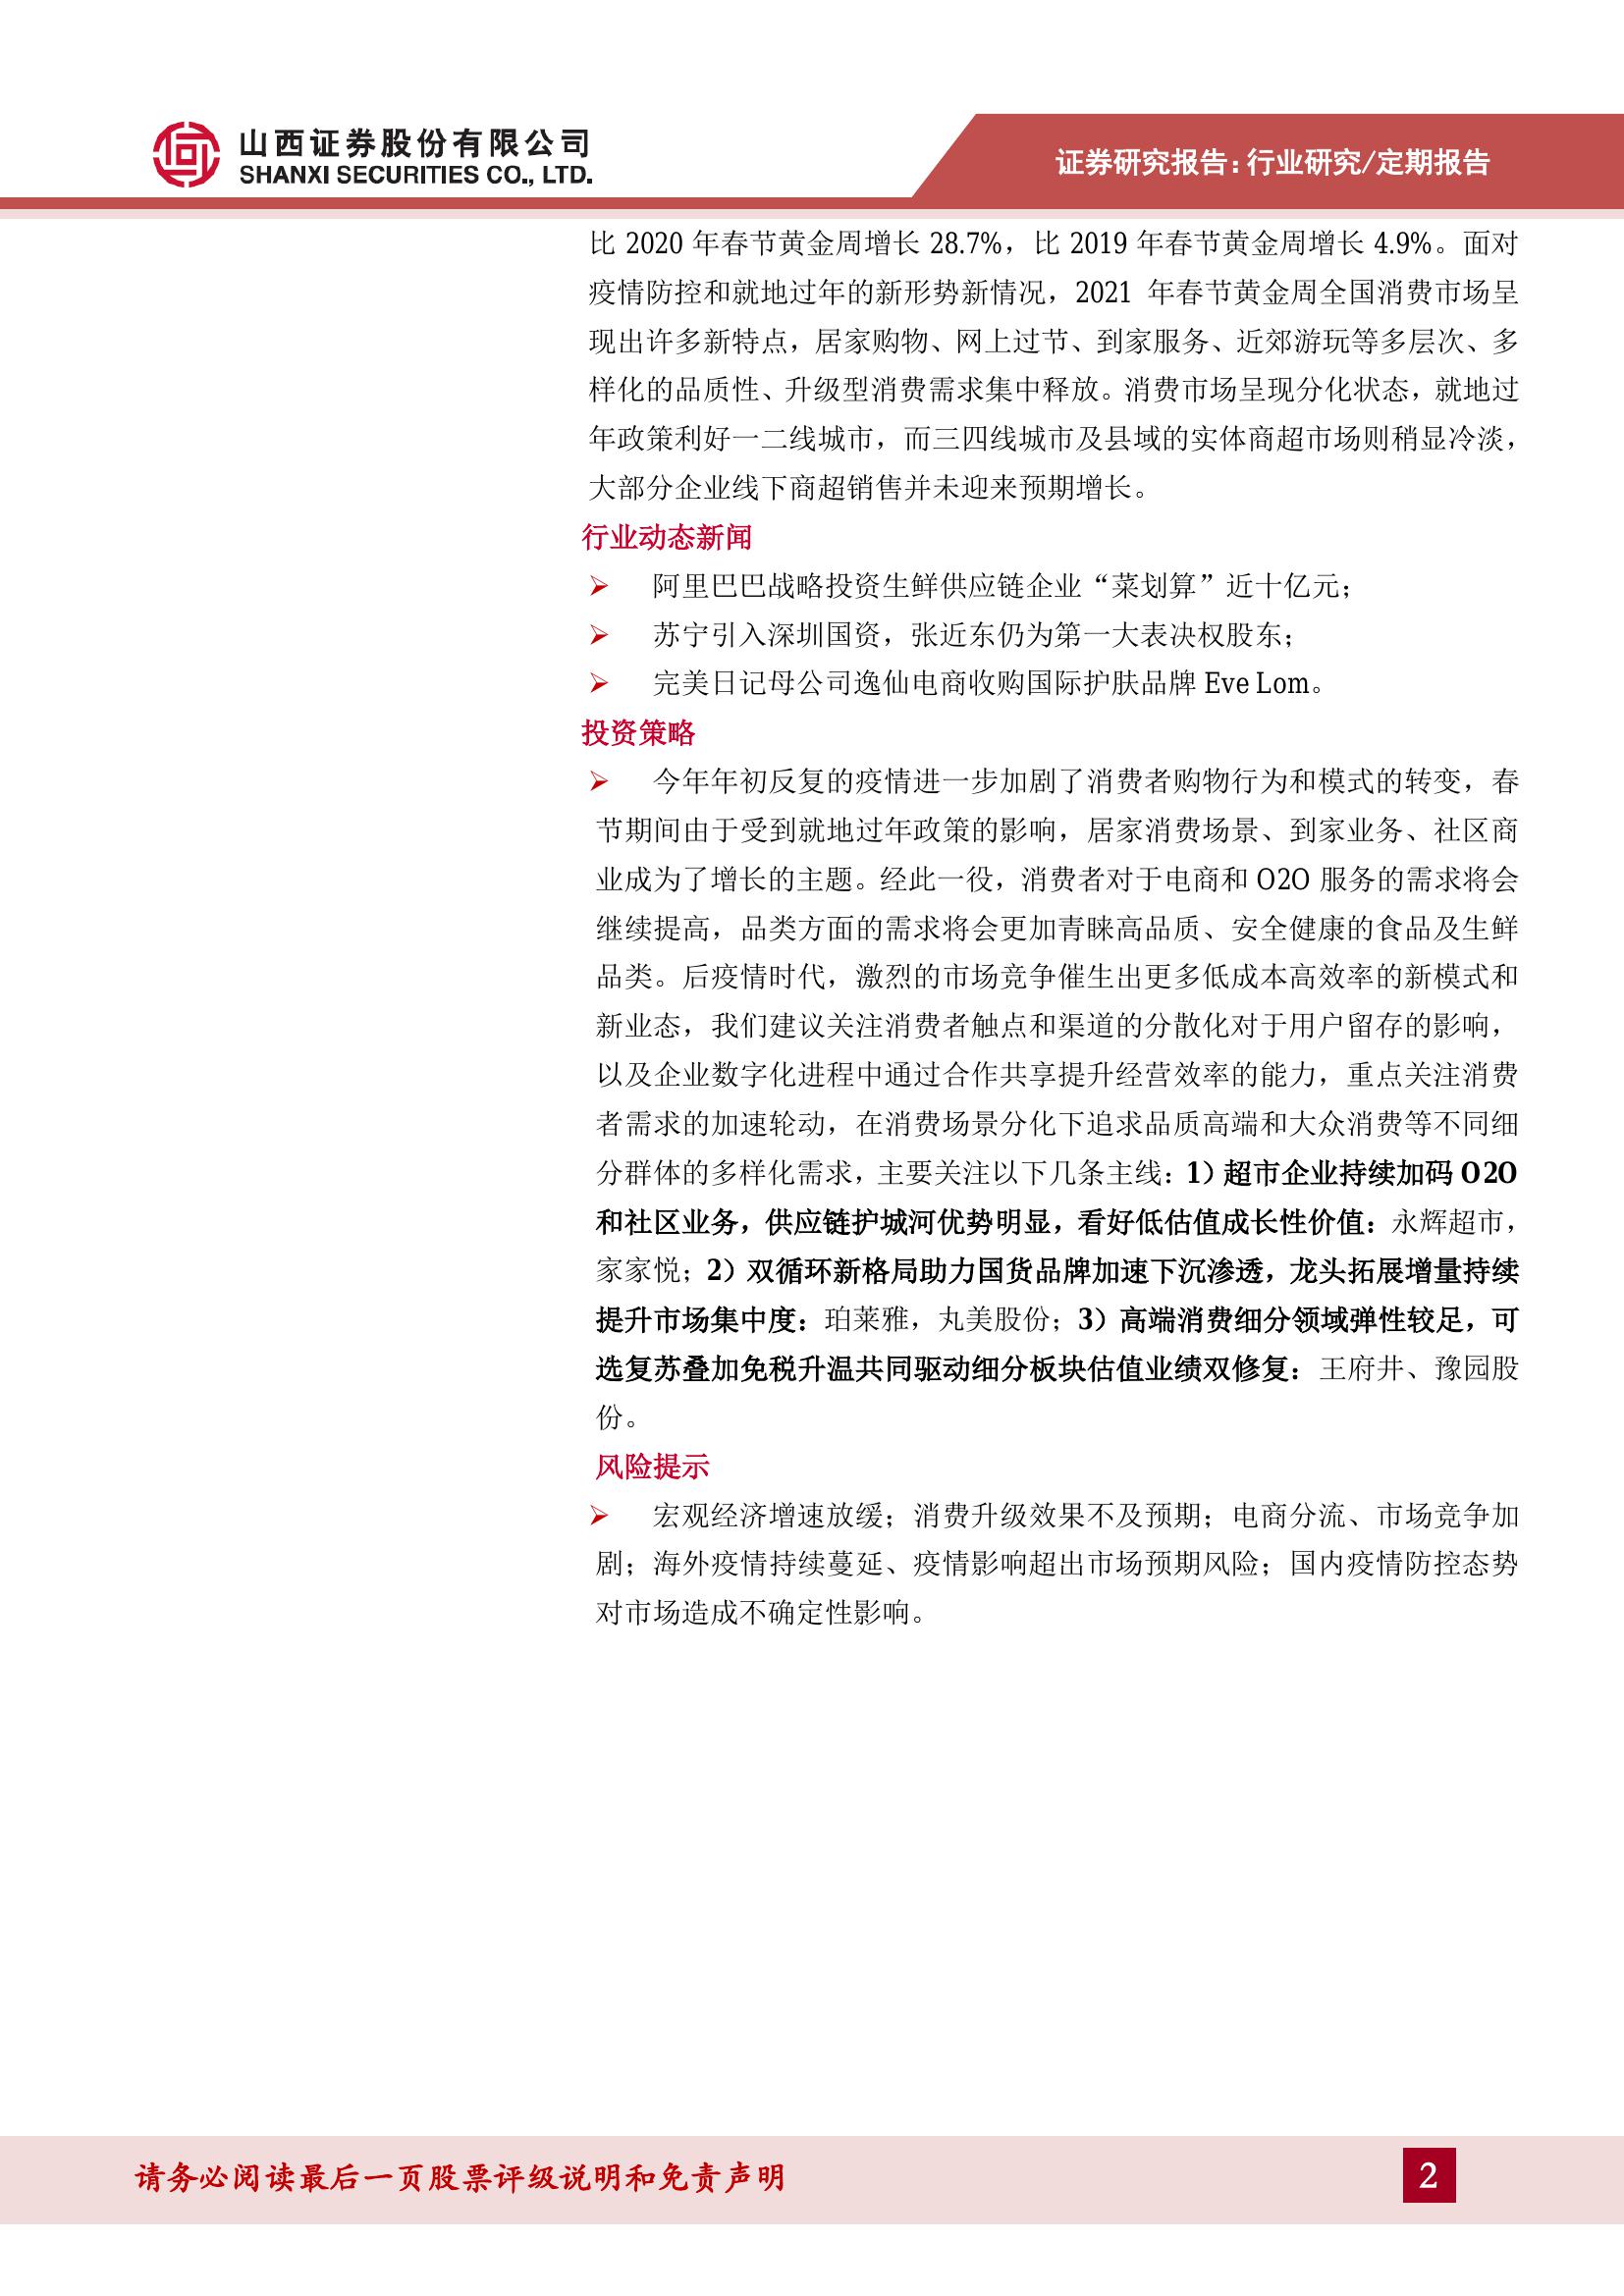 山西证券股份有限公司
SHANXI SECURITIES CO., LTD.
证券研究报告:行业研究/定期报告
比 2020 年春节黄金周增长 28.7%，比 2019 年春节黄金周增长 4.9%。面对
疫情防控和就地过年的新形势新情况，2021 年春节黄金周全国消费市场呈
现出许多新特点，居家购物、网上过节、到家服务、近郊游玩等多层次、多
样化的品质性、升级型消费需求集中释放。消费市场呈现分化状态，就地过
年政策利好一二线城市，而三四线城市及县域的实体商超市场则稍显冷淡，
大部分企业线下商超销售并未迎来预期增长。
行业动态新闻
➢ 阿里巴巴战略投资生鲜供应链企业“菜划算”近十亿元；
➢ 苏宁引入深圳国资，张近东仍为第一大表决权股东；
➢ 完美日记母公司逸仙电商收购国际护肤品牌 Eve Lom。
投资策略
➢ 今年年初反复的疫情进一步加剧了消费者购物行为和模式的转变，春
节期间由于受到就地过年政策的影响，居家消费场景、到家业务、社区商
业成为了增长的主题。经此一役，消费者对于电商和 O2O 服务的需求将会
继续提高，品类方面的需求将会更加青睐高品质、安全健康的食品及生鲜
品类。后疫情时代，激烈的市场竞争催生出更多低成本高效率的新模式和
新业态，我们建议关注消费者触点和渠道的分散化对于用户留存的影响，
以及企业数字化进程中通过合作共享提升经营效率的能力，重点关注消费
者需求的加速轮动，在消费场景分化下追求品质高端和大众消费等不同细
分群体的多样化需求，主要关注以下几条主线：1）超市企业持续加码 O2O
和社区业务，供应链护城河优势明显，看好低估值成长性价值：永辉超市，
家家悦；2）双循环新格局助力国货品牌加速下沉渗透，龙头拓展增量持续
提升市场集中度：珀莱雅，丸美股份；3）高端消费细分领域弹性较足，可
选复苏叠加免税升温共同驱动细分板块估值业绩双修复：王府井、豫园股
份。
风险提示
➢ 宏观经济增速放缓；消费升级效果不及预期；电商分流、市场竞争加
剧；海外疫情持续蔓延、疫情影响超出市场预期风险；国内疫情防控态势
对市场造成不确定性影响。
请务必阅读最后一页股票评级说明和免责声明
2